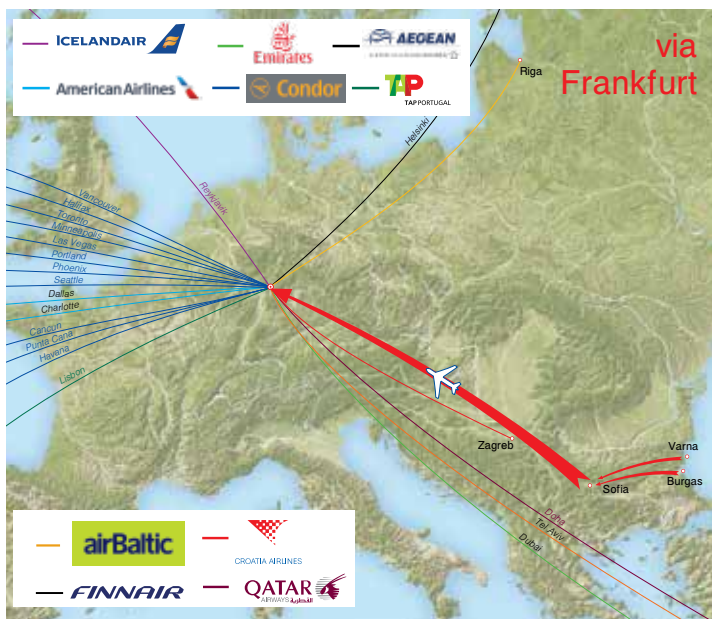 ICELANDAIR
Emirates
AEGEAN
American Airlines
Condor
TAP
TAP PORTUGAL
via
Frankfurt
Riga
Helsinki
Reykjavik
Vancouver
Halifax
Toronto
Minneapolis
Las Vegas
Portland
Phoenix
Seattle
Dallas
Charlotte
Cancun
Punta Cana
Havana
Lisbon
Zagreb
Varna
Burgas
Sofia
Doha
Tel Aviv
Dubai
airBaltic
CROATIA AIRLINES
FINNAIR
QATAR
AIRWAYS القطرية